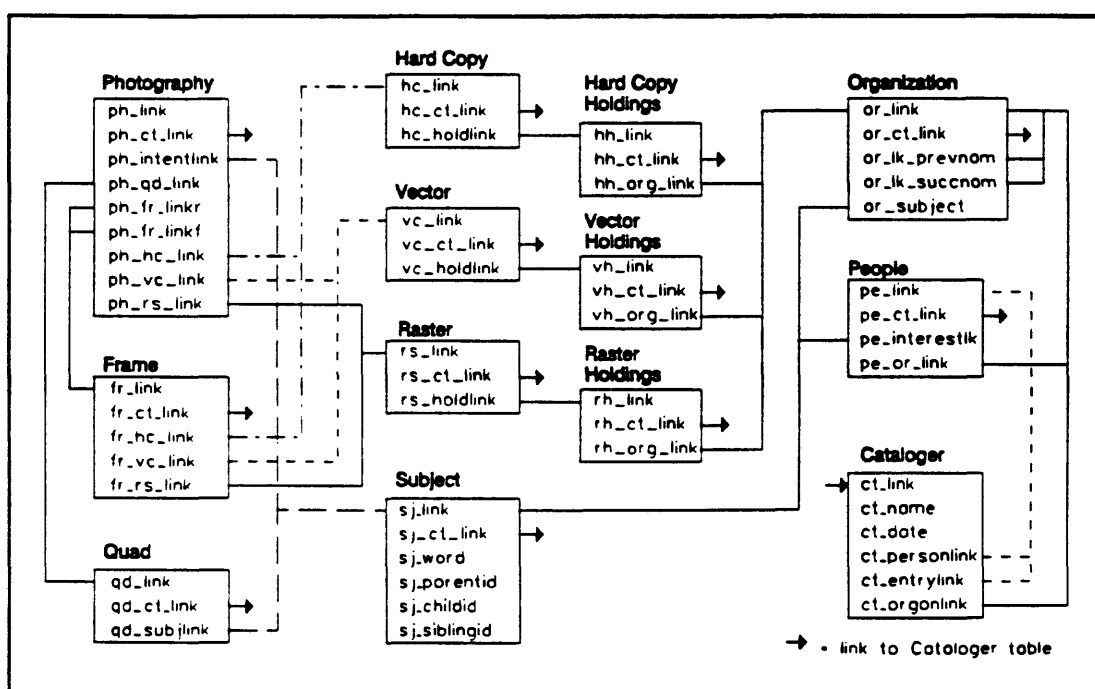 Photography
ph_link
ph_ct_link
ph_intentlink
ph_qd_link
ph_fr_linkr
ph_fr_linkf
ph_hc_link
ph_vc_link
ph_rs_link
Frame
fr_link
fr_ct_link
fr_hc_link
fr_vc_link
fr_rs_link
Quad
qd_link
qd_ct_link
qd_subjlink
Hard Copy
hc_link
hc_ct_link
hc_holdlink
Vector
vc_link
vc_ct_link
vc_holdlink
Raster
rs_link
rs_ct_link
rs_holdlink
Subject
sj_link
sj_ct_link
sj_word
sj_parentid
sj_childid
sj_siblingid
Hard Copy
Holdings
hh_link
hh_ct_link
hh_org_link
Vector
Holdings
vh_link
vh_ct_link
vh_org_link
Raster
Holdings
rh_link
rh_ct_link
rh_org_link
Organization
or_link
or_ct_link
or_lk_prevnom
or_lk_succnom
or_subject
People
pe_link
pe_ct_link
pe_interestlk
pe_or_link
Cataloger
ct_link
ct_name
ct_date
ct_personlink
ct_entrylink
ct_organlink
- link to Cataloger table